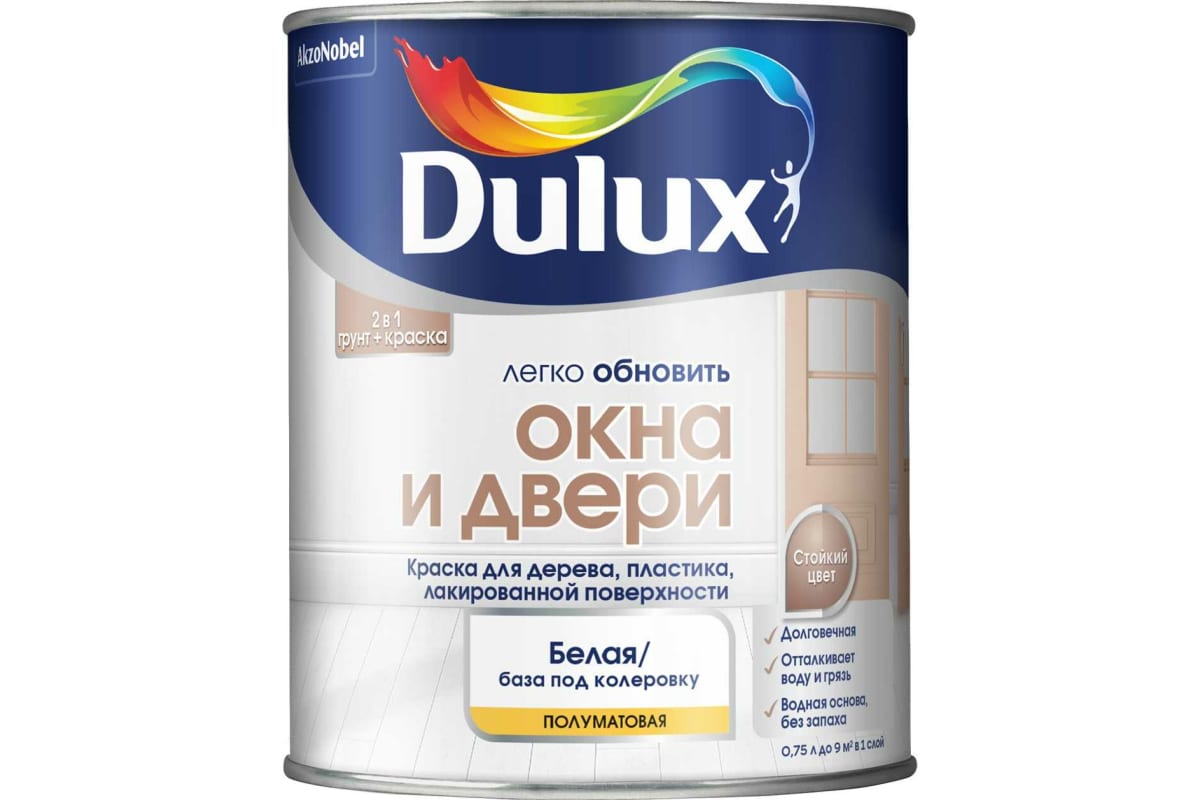 AkzoNobel
Dulux
2 в 1
грунт + краска
легко обновить
окна
и двери
Краска для дерева, пластика,
лакированной поверхности
Стойкий
цвет
Белая/
база под колеровку
ПОЛУМАТОВАЯ
Долговечная
Отталкивает
воду и грязь
Водная основа,
без запаха
0,75 л до 9 м² в 1 слой